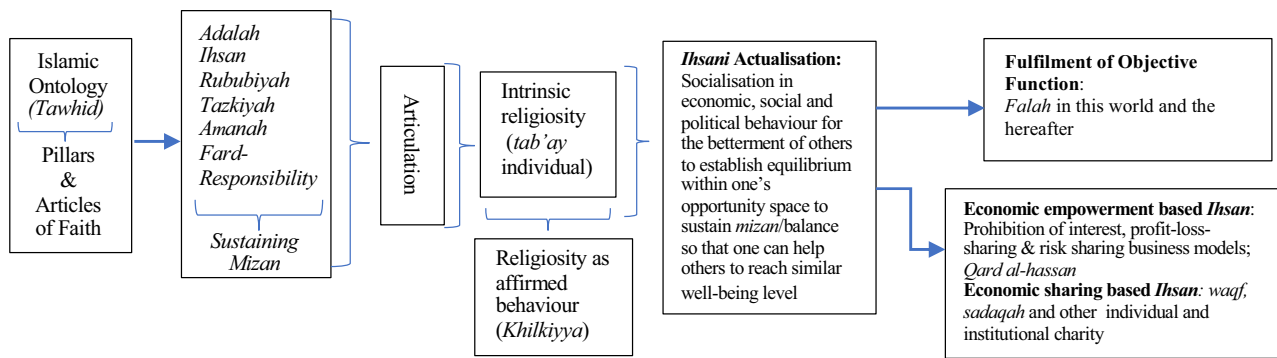 Islamic
Ontology
(Tawhid)
Pillars
&
Articles
of Faith
Adalah
Ihsan
Rububiyah
Tazkiyah
Amanah
Fard-
Responsibility
Sustaining
Mizan
Articulation
Intrinsic
religiosity
(tab’ay
individual)
Religiosity as
affirmed
behaviour
(Khilkiyya)
Ihsani Actualisation:
Socialisation in
economic, social and
political behaviour for
the betterment of others
to establish equilibrium
within one’s
opportunity space to
sustain mizan/balance
so that one can help
others to reach similar
well-being level
Fulfilment of Objective
Function:
Falah in this world and the
hereafter
Economic empowerment based Ihsan:
Prohibition of interest, profit-loss-
sharing & risk sharing business models;
Qard al-hassan
Economic sharing based Ihsan: waqf,
sadaqah and other individual and
institutional charity